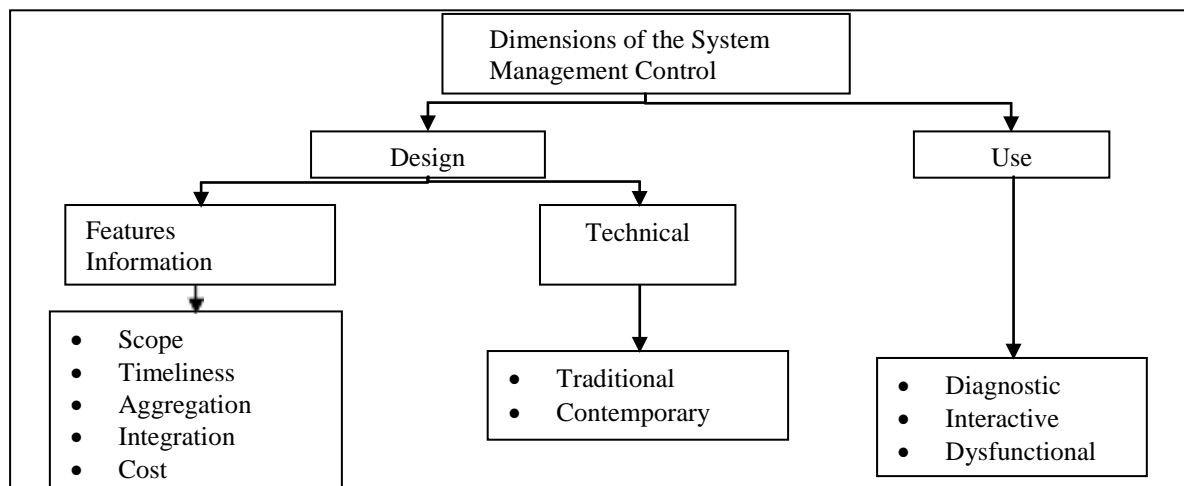 Dimensions of the System
Management Control
Design
Use
Features
Information
Technical
• Scope
• Timeliness
• Aggregation
• Integration
• Cost
• Traditional
• Contemporary
• Diagnostic
• Interactive
• Dysfunctional